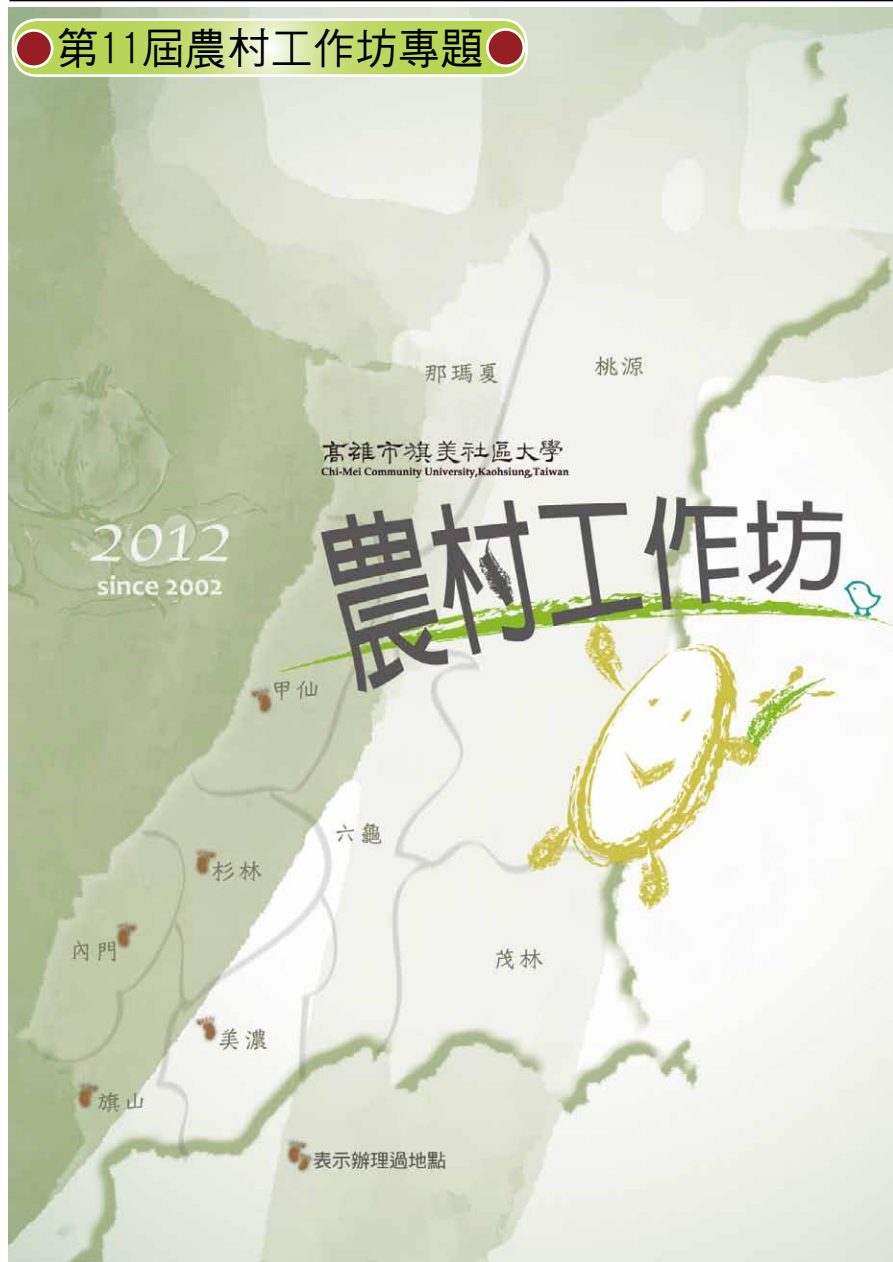 第11屆農村工作坊專題
那瑪夏
桃源
高雄市旗美社區大學
Chi-Mei Community University,Kaohsiung,Taiwan
2012
since 2002
農村工作坊
甲仙
六龜
杉林
內門
茂林
美濃
旗山
表示辦理過地點